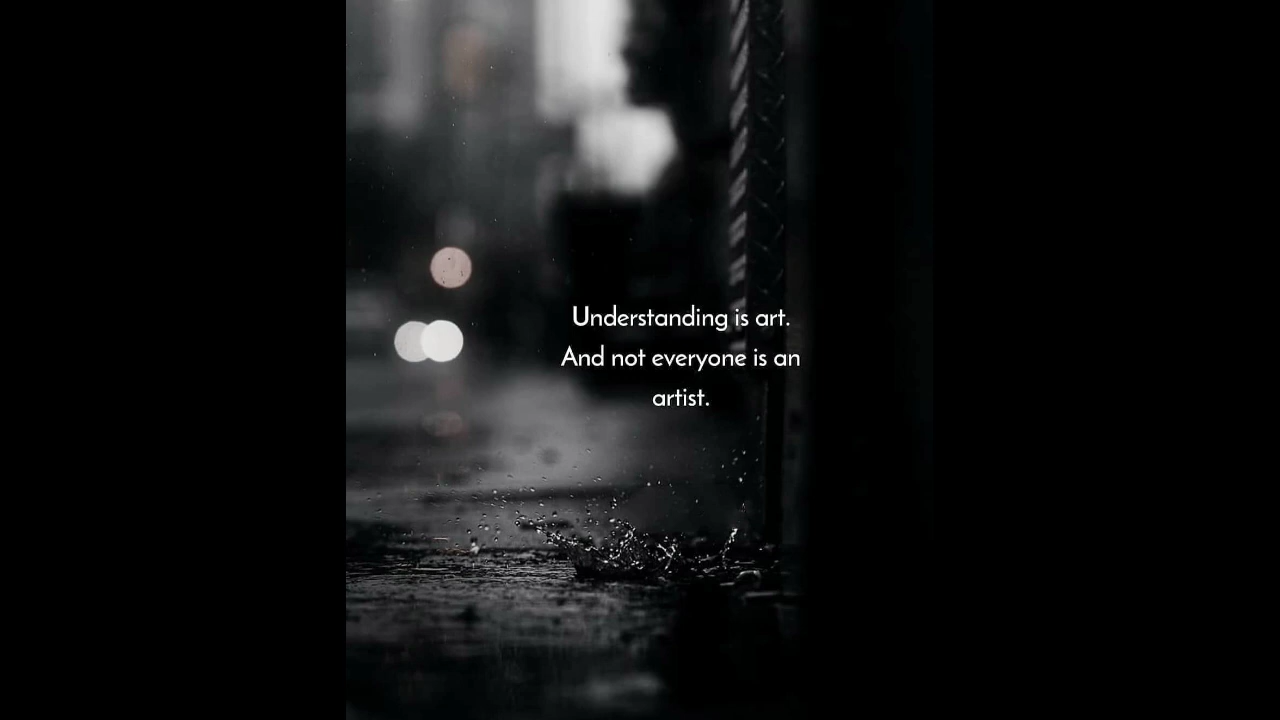 Understanding is art.
And not everyone is an
artist.